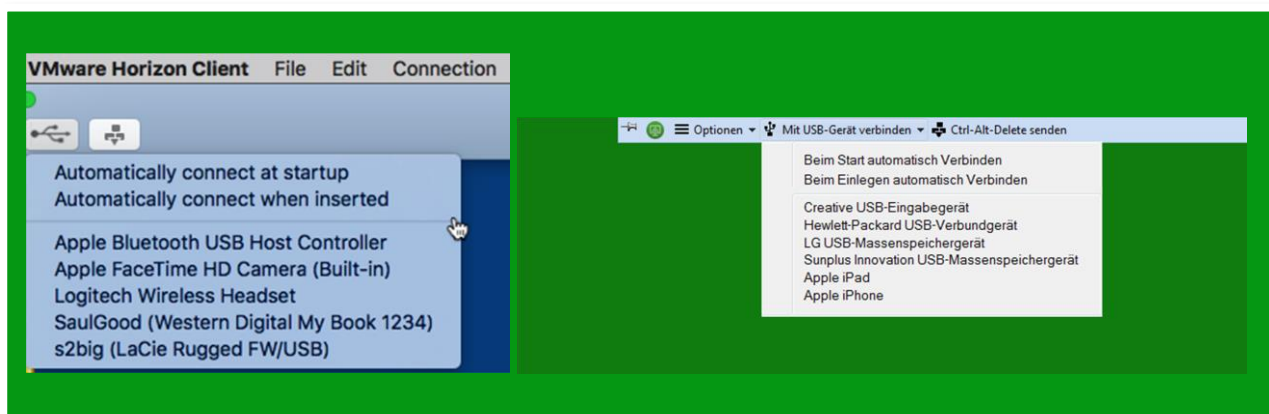 VMware Horizon Client File Edit Connection
Automatically connect at startup
Automatically connect when inserted
Apple Bluetooth USB Host Controller
Apple FaceTime HD Camera (Built-in)
Logitech Wireless Headset
SaulGood (Western Digital My Book 1234)
s2big (LaCie Rugged FW/USB)
Optionen Mit USB-Gerät verbinden Ctrl-Alt-Delete senden
Beim Start automatisch Verbinden
Beim Einlegen automatisch Verbinden
Creative USB-Eingabegerät
Hewlett-Packard USB-Verbundgerät
LG USB-Massenspeichergerät
Sunplus Innovation USB-Massenspeichergerät
Apple iPad
Apple iPhone